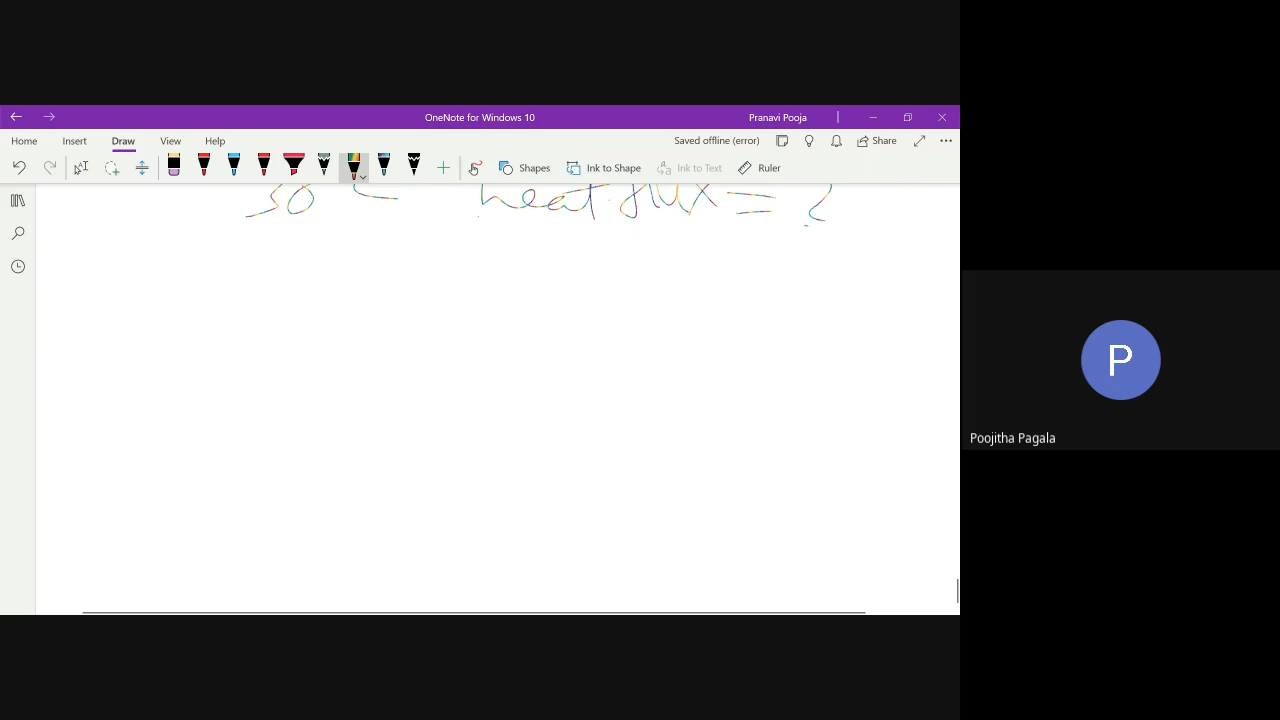 OneNote for Windows 10
Pranavi Pooja
Home Insert Draw View Help
Saved offline (error)
Share
Shapes
Ink to Shape
Ink to Text
Ruler
heat flux = ?
P
Poojitha Pagala